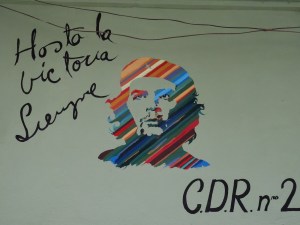 Hasta la
victoria
Siempre
C.D.R. nº 2